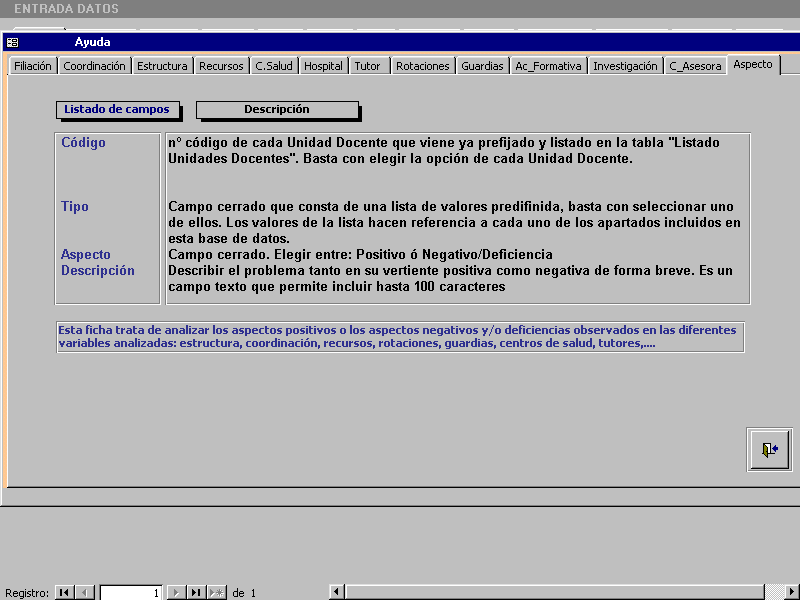 ENTRADA DATOS
Ayuda
Filiación Coordinación Estructura Recursos C.Salud Hospital Tutor Rotaciones Guardias Ac_Formativa Investigación C_Asesora Aspecto
Listado de campos Descripción
Código nº código de cada Unidad Docente que viene ya prefijado y listado en la tabla "Listado
Unidades Docentes". Basta con elegir la opción de cada Unidad Docente.
Tipo Campo cerrado que consta de una lista de valores predifinida, basta con seleccionar uno
de ellos. Los valores de la lista hacen referencia a cada uno de los apartados incluidos en
esta base de datos.
Aspecto Campo cerrado. Elegir entre: Positivo ó Negativo/Deficiencia
Descripción Describir el problema tanto en su vertiente positiva como negativa de forma breve. Es un
campo texto que permite incluir hasta 100 caracteres
Esta ficha trata de analizar los aspectos positivos o los aspectos negativos y/o deficiencias observados en las diferentes
variables analizadas: estructura, coordinación, recursos, rotaciones, guardias, centros de salud, tutores,....
Registro: 1 de 1